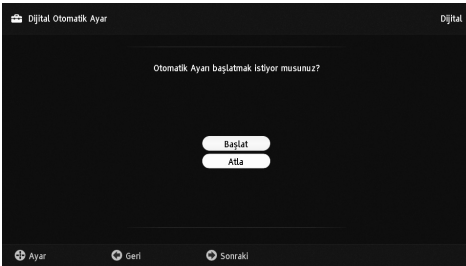 Dijital Otomatik Ayar
Dijital
Otomatik Ayarı başlatmak istiyor musunuz?
Başlat
Atla
Ayar
Geri
Sonraki